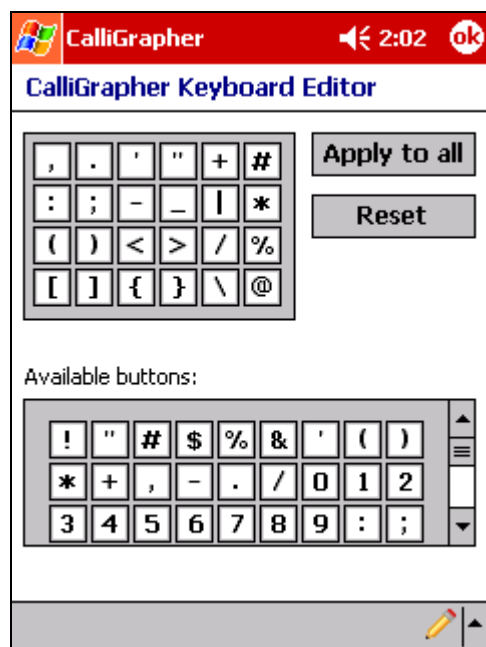 CalliGrapher 2:02 ok
CalliGrapher Keyboard Editor
, . ' " + #
: ; - _ | *
( ) < > / %
[ ] { } \ @
Apply to all
Reset
Available buttons:
! " # $ % & ' ( )
* + , - . / 0 1 2
3 4 5 6 7 8 9 : ;